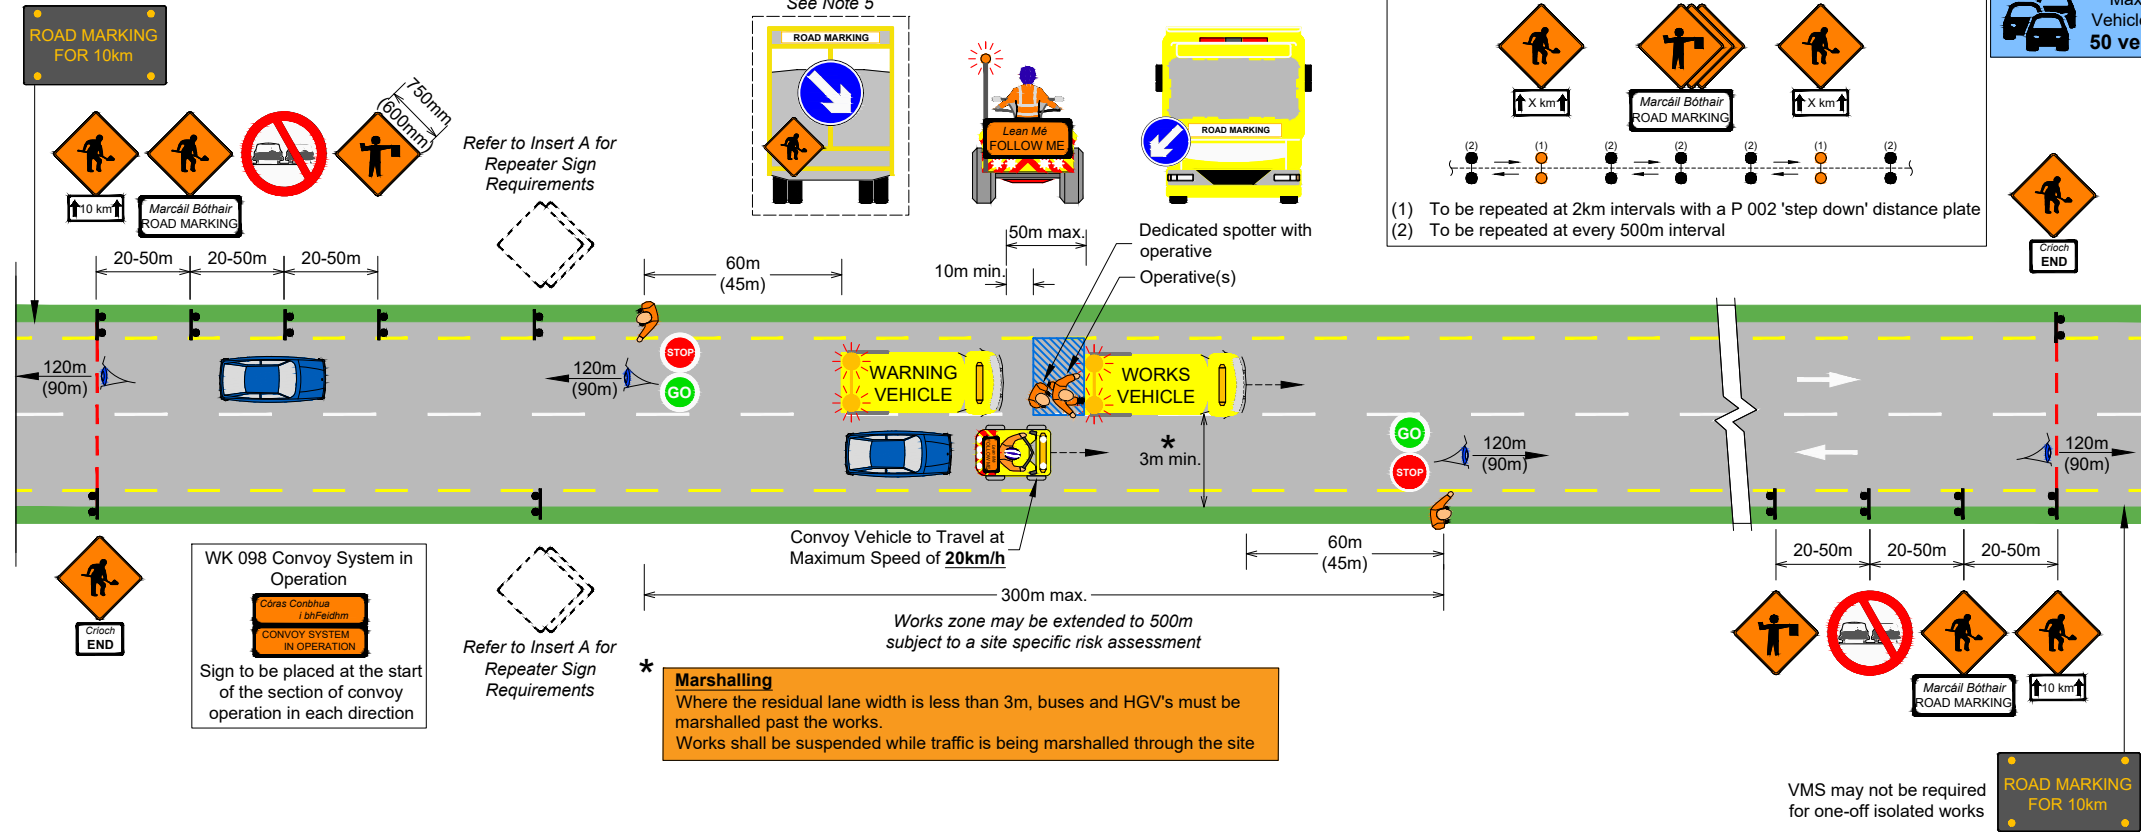 See Note 5
ROAD MARKING
FOR 10km
750mm
(600mm)
10 km
Marcáil Bóthair
ROAD MARKING
Refer to Insert A for
Repeater Sign
Requirements
ROAD MARKING
Lean Mé
FOLLOW ME
ROAD MARKING
X km
Marcáil Bóthair
ROAD MARKING
X km
(2)
(1)
(2)
(2)
(2)
(1)
(2)
(1) To be repeated at 2km intervals with a P 002 'step down' distance plate
(2) To be repeated at every 500m interval
Vehicle
50 ve
Críoch
END
20-50m
20-50m
20-50m
60m
(45m)
50m max.
10m min.
Dedicated spotter with
operative
Operative(s)
120m
(90m)
120m
(90m)
STOP
GO
WARNING
VEHICLE
WORKS
VEHICLE
FOLLOW ME
*
3m min.
GO
STOP
120m
(90m)
120m
(90m)
Críoch
END
WK 098 Convoy System in
Operation
Córas Conbhua
i bhFeidhm
CONVOY SYSTEM
IN OPERATION
Sign to be placed at the start
of the section of convoy
operation in each direction
Refer to Insert A for
Repeater Sign
Requirements
Convoy Vehicle to Travel at
Maximum Speed of 20km/h
60m
(45m)
300m max.
Works zone may be extended to 500m
subject to a site specific risk assessment
*
Marshalling
Where the residual lane width is less than 3m, buses and HGV's must be
marshalled past the works.
Works shall be suspended while traffic is being marshalled through the site
20-50m
20-50m
20-50m
Marcáil Bóthair
ROAD MARKING
10 km
VMS may not be required
for one-off isolated works
ROAD MARKING
FOR 10km